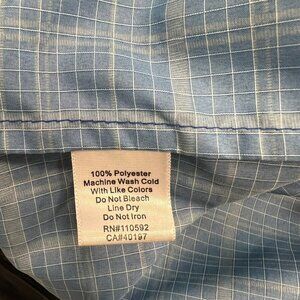 100% Polyester
Machine Wash Cold
With Like Colors
Do Not Bleach
Line Dry
Do Not Iron
RN#110592
CA#40197